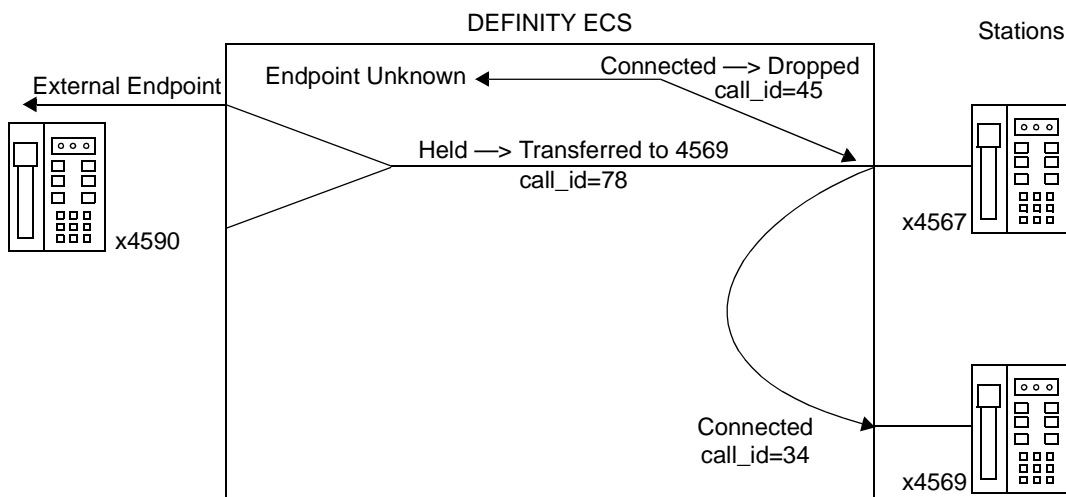 DEFINITY ECS
Stations
External Endpoint
Endpoint Unknown
Connected —> Dropped
call_id=45
Held —> Transferred to 4569
call_id=78
x4590
x4567
Connected
call_id=34
x4569